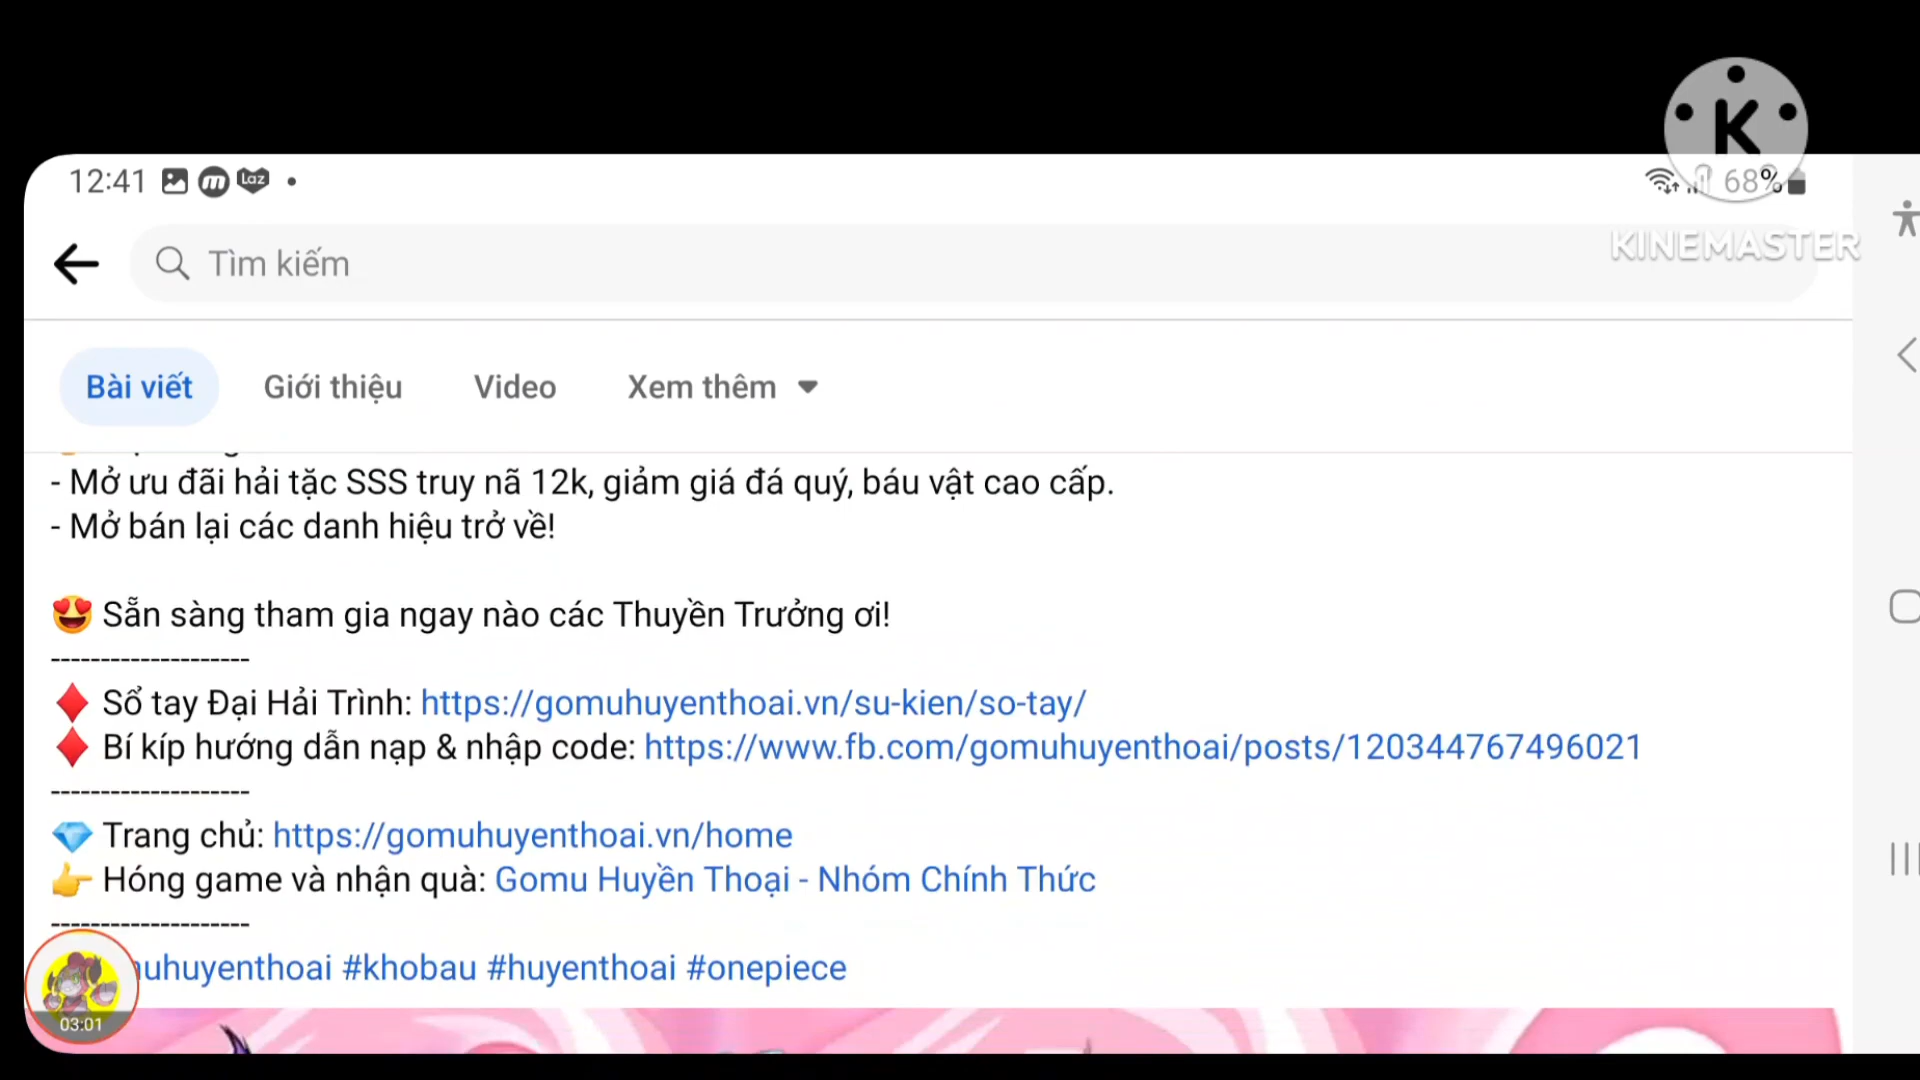 12:41
Laz
68%
K
KINEMASTER
Tìm kiếm
Bài viết Giới thiệu Video Xem thêm
- Mở ưu đãi hải tặc SSS truy nã 12k, giảm giá đá quý, báu vật cao cấp.
- Mở bán lại các danh hiệu trở về!
😍 Sẵn sàng tham gia ngay nào các Thuyền Trưởng ơi!
--------------------
♦️ Sổ tay Đại Hải Trình: https://gomuhuyenthoai.vn/su-kien/so-tay/
♦️ Bí kíp hướng dẫn nạp & nhập code: https://www.fb.com/gomuhuyenthoai/posts/120344767496021
--------------------
💎 Trang chủ: https://gomuhuyenthoai.vn/home
👉 Hóng game và nhận quà: Gomu Huyền Thoại - Nhóm Chính Thức
--------------------
uhuyenthoai #khobau #huyenthoai #onepiece
03:01